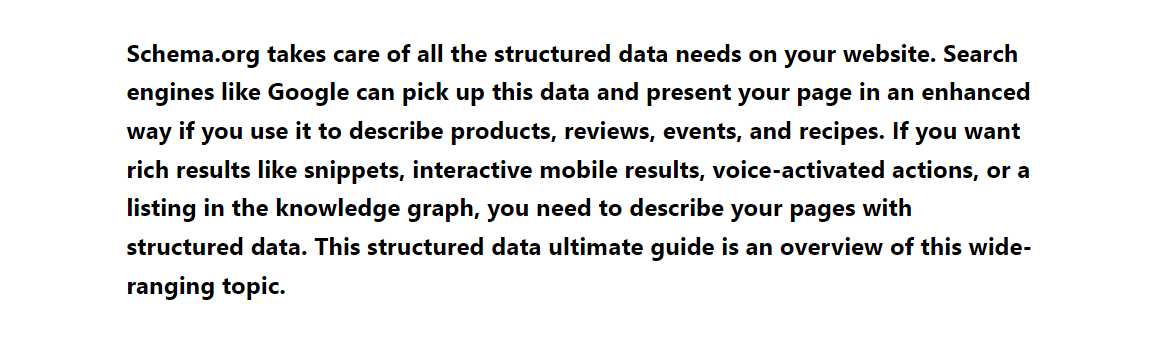 Schema.org takes care of all the structured data needs on your website. Search
engines like Google can pick up this data and present your page in an enhanced
way if you use it to describe products, reviews, events, and recipes. If you want
rich results like snippets, interactive mobile results, voice-activated actions, or a
listing in the knowledge graph, you need to describe your pages with
structured data. This structured data ultimate guide is an overview of this wide-
ranging topic.